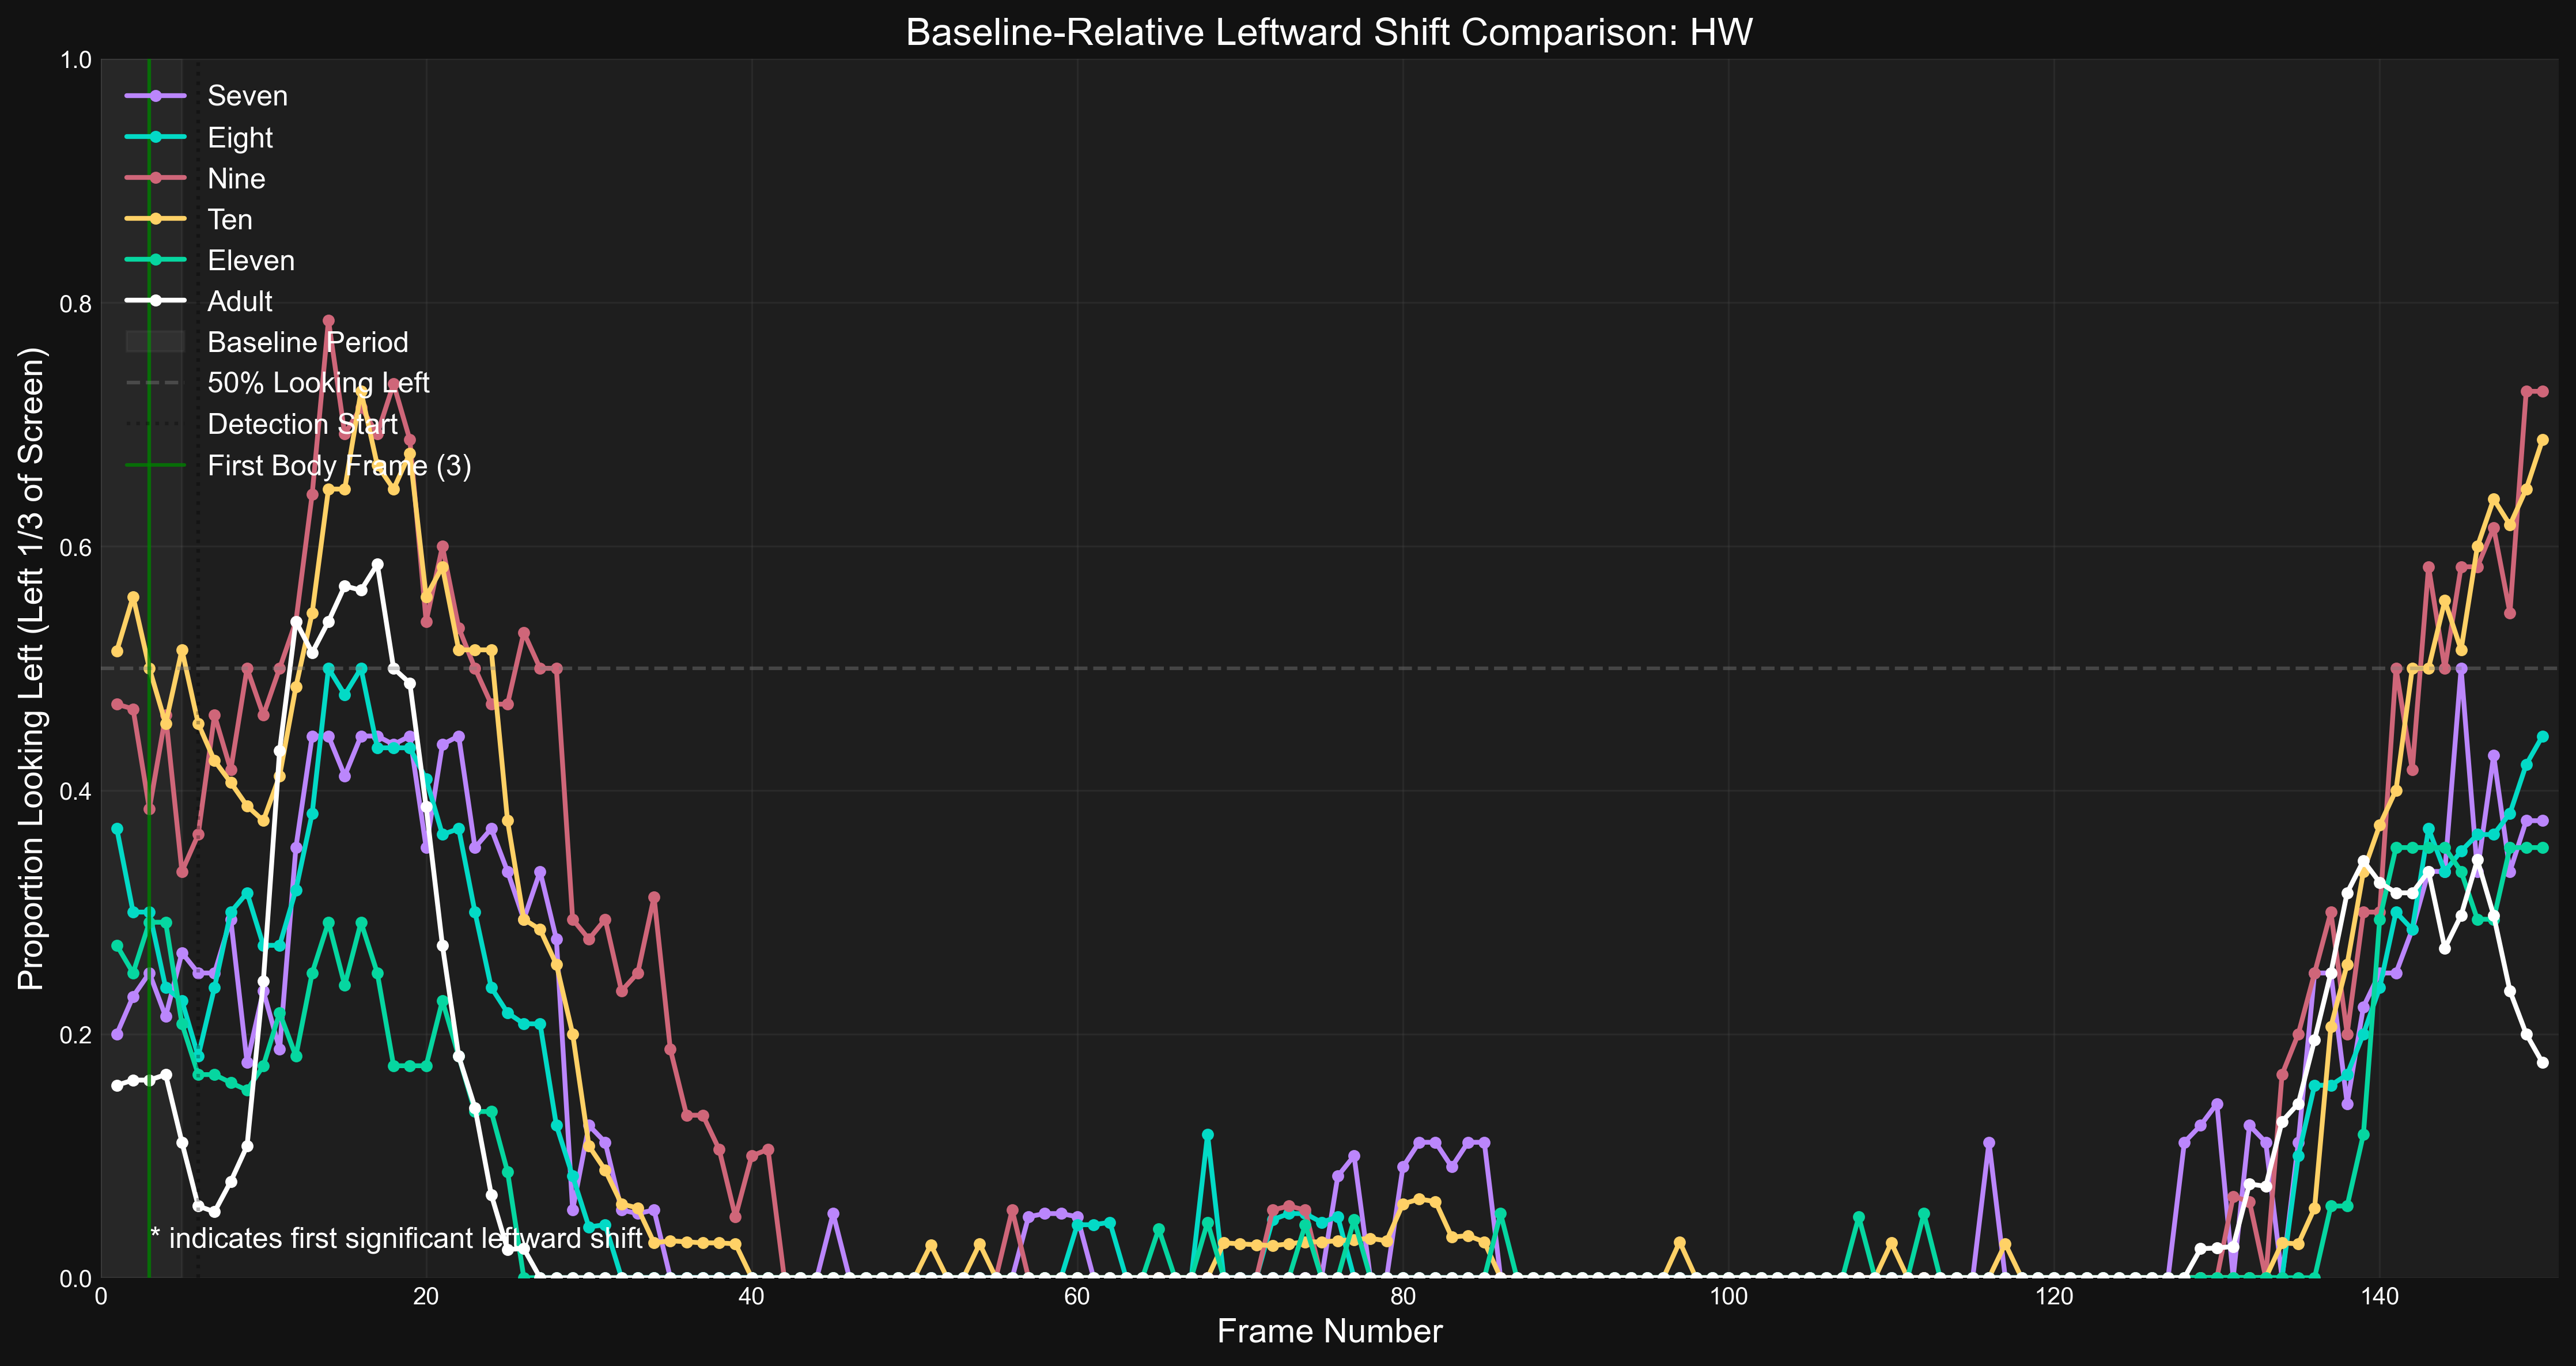 Baseline-Relative Leftward Shift Comparison: HW
Proportion Looking Left (Left 1/3 of Screen)
1.0
0.8
0.6
0.4
0.2
0.0
Seven
Eight
Nine
Ten
Eleven
Adult
Baseline Period
50% Looking Left
Detection Start
First Body Frame (3)
* indicates first significant leftward shift
0 20 40 60 80 100 120 140
Frame Number